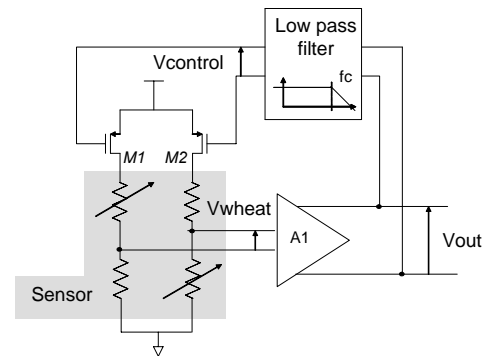 Low pass
filter
fc
Vcontrol
M1
M2
Vwheat
A1
Vout
Sensor